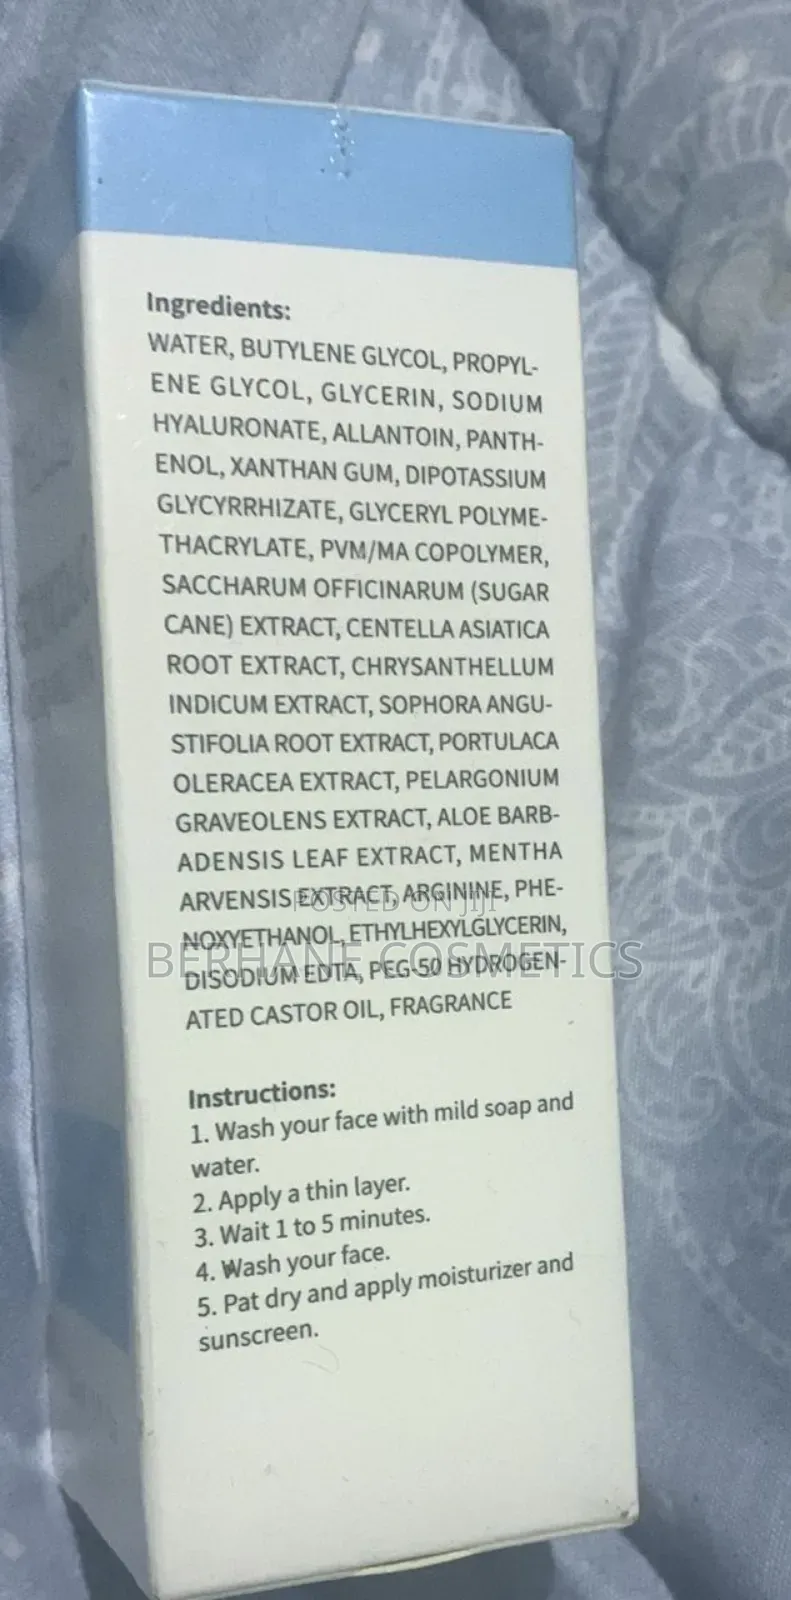 Ingredients:
WATER, BUTYLENE GLYCOL, PROPYL-
ENE GLYCOL, GLYCERIN, SODIUM
HYALURONATE, ALLANTOIN, PANTH-
ENOL, XANTHAN GUM, DIPOTASSIUM
GLYCYRRHIZATE, GLYCERYL POLYME-
THACRYLATE, PVM/MA COPOLYMER,
SACCHARUM OFFICINARUM (SUGAR
CANE) EXTRACT, CENTELLA ASIATICA
ROOT EXTRACT, CHRYSANTHELLUM
INDICUM EXTRACT, SOPHORA ANGU-
STIFOLIA ROOT EXTRACT, PORTULACA
OLERACEA EXTRACT, PELARGONIUM
GRAVEOLENS EXTRACT, ALOE BARB-
ADENSIS LEAF EXTRACT, MENTHA
ARVENSIS EXTRACT, ARGININE, PHE-
POSTED ON JIJI
NOXYETHANOL, ETHYLHEXYLGLYCERIN,
BERHANE COSMETICS
DISODIUM EDTA, PEG-50 HYDROGEN-
ATED CASTOR OIL, FRAGRANCE
Instructions:
1. Wash your face with mild soap and
water.
2. Apply a thin layer.
3. Wait 1 to 5 minutes.
4. Wash your face.
5. Pat dry and apply moisturizer and
sunscreen.